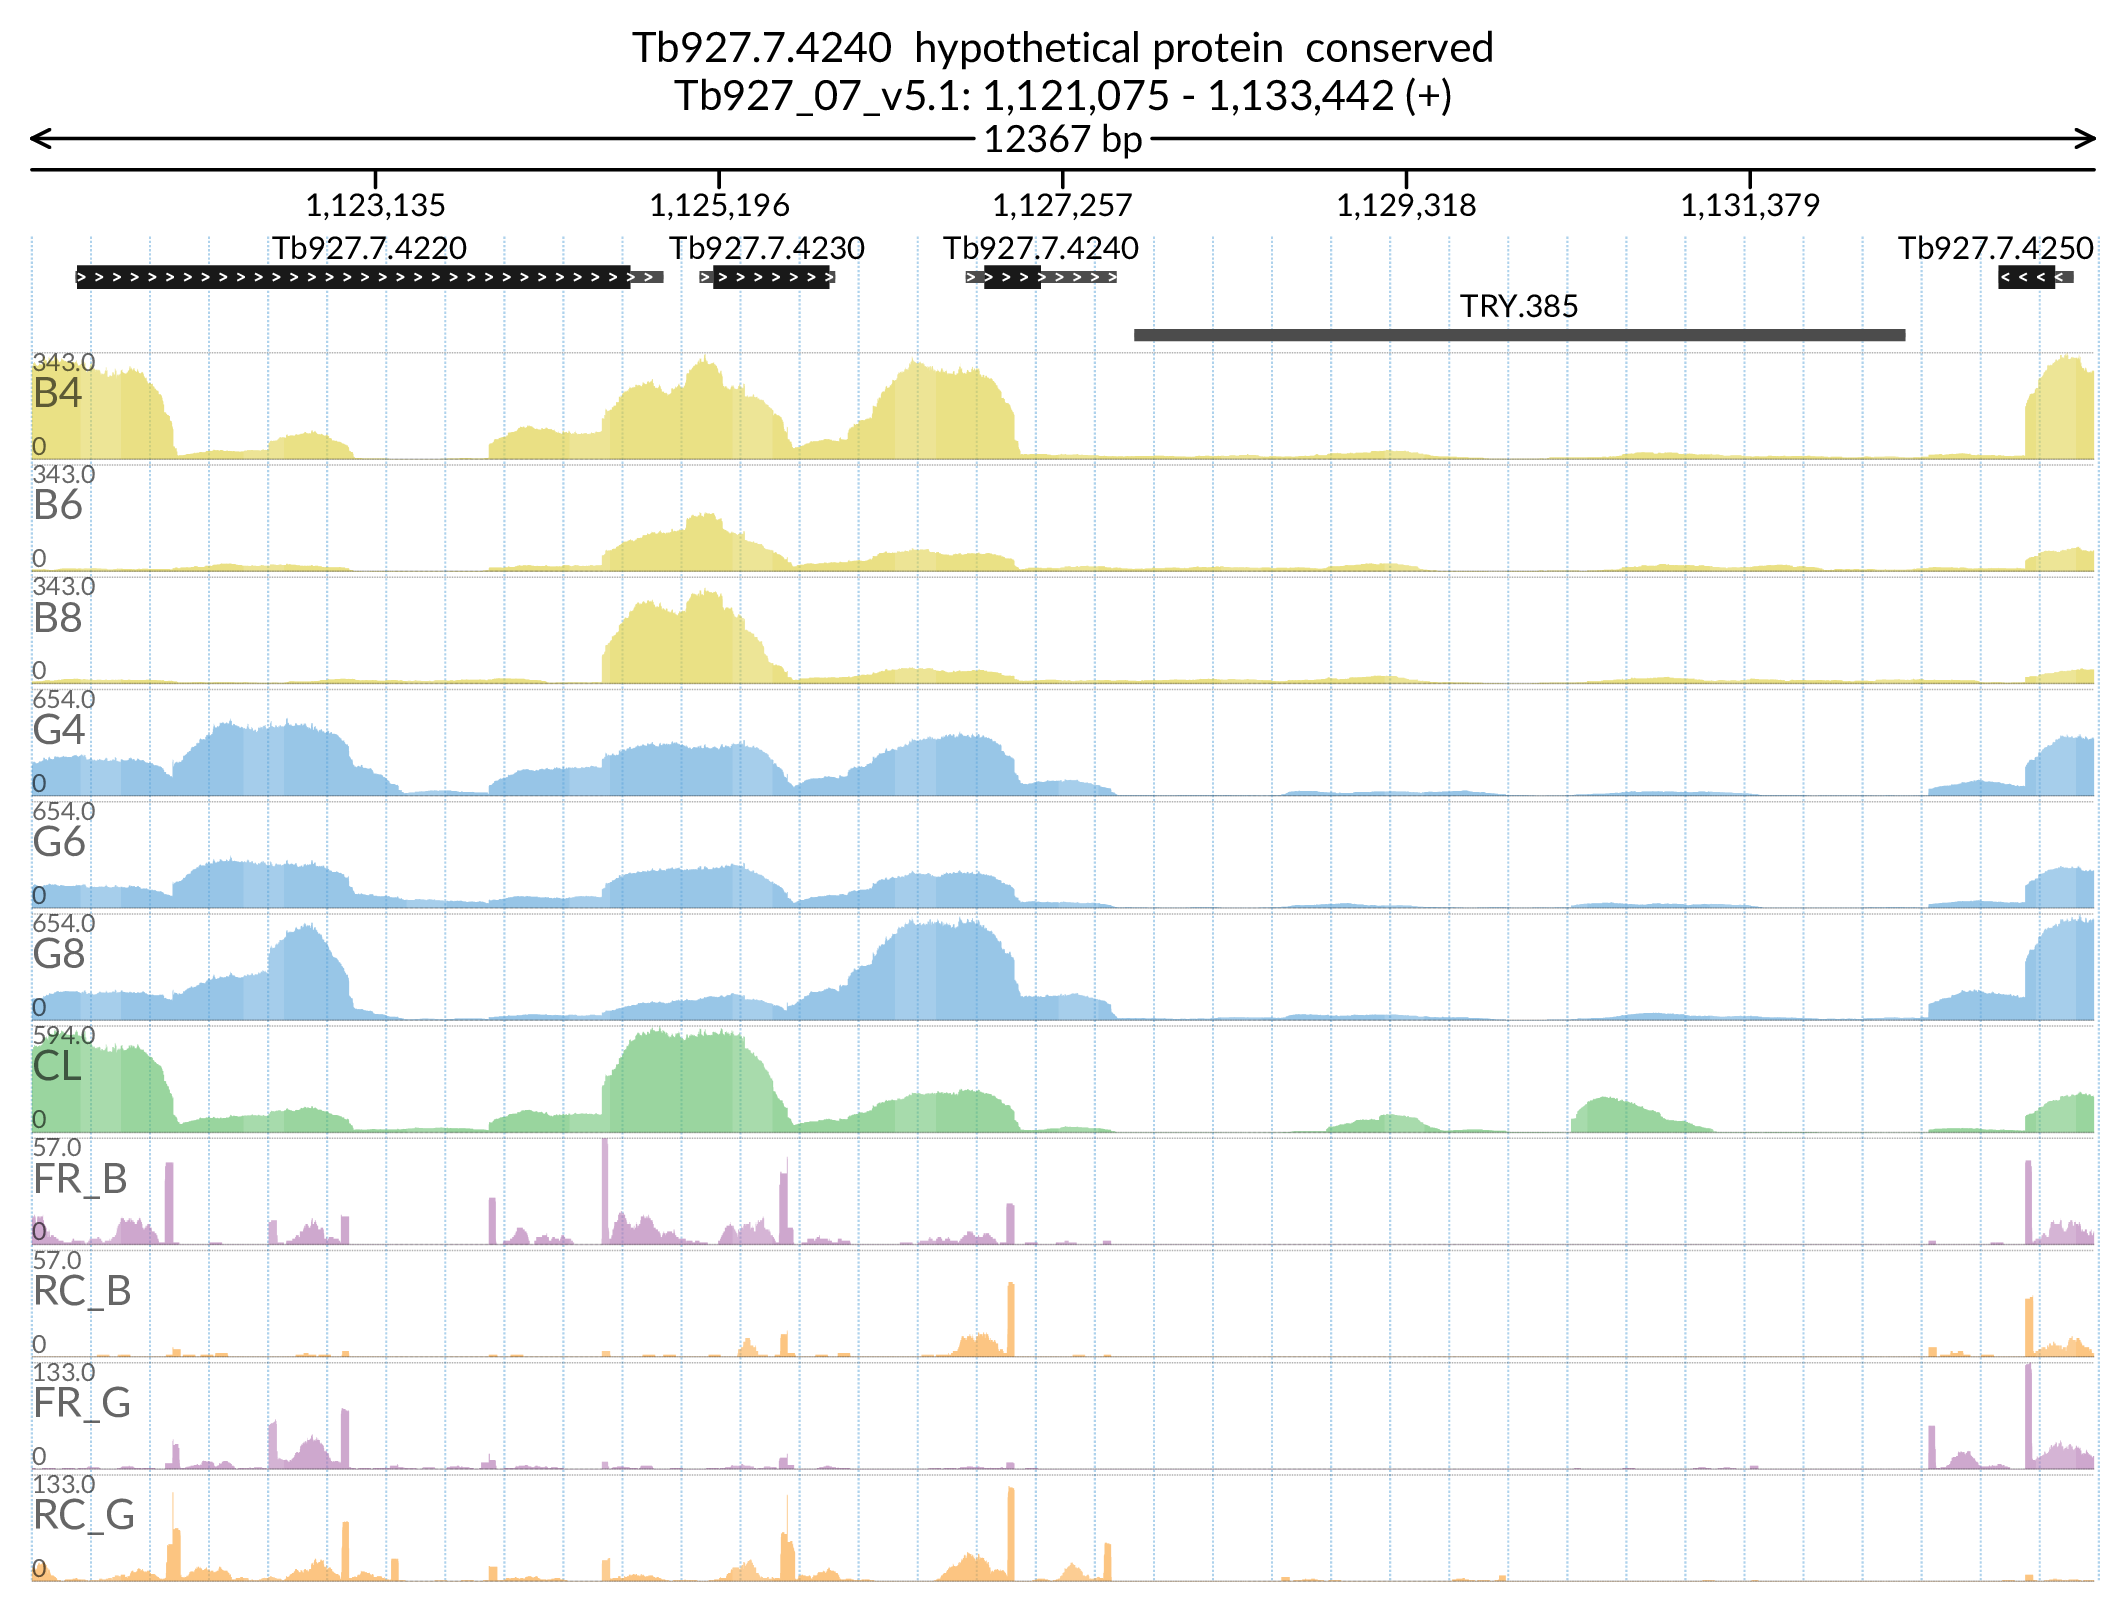 Tb927.7.4240 hypothetical protein conserved
Tb927_07_v5.1: 1,121,075 - 1,133,442 (+)
12367 bp
1,123,135 1,125,196 1,127,257 1,129,318 1,131,379
Tb927.7.4220 Tb927.7.4230 Tb927.7.4240 Tb927.7.4250
TRY.385
343.0
B4
0
343.0
B6
0
343.0
B8
0
654.0
G4
0
654.0
G6
0
654.0
G8
0
594.0
CL
0
57.0
FR_B
0
57.0
RC_B
0
133.0
FR_G
0
133.0
RC_G
0